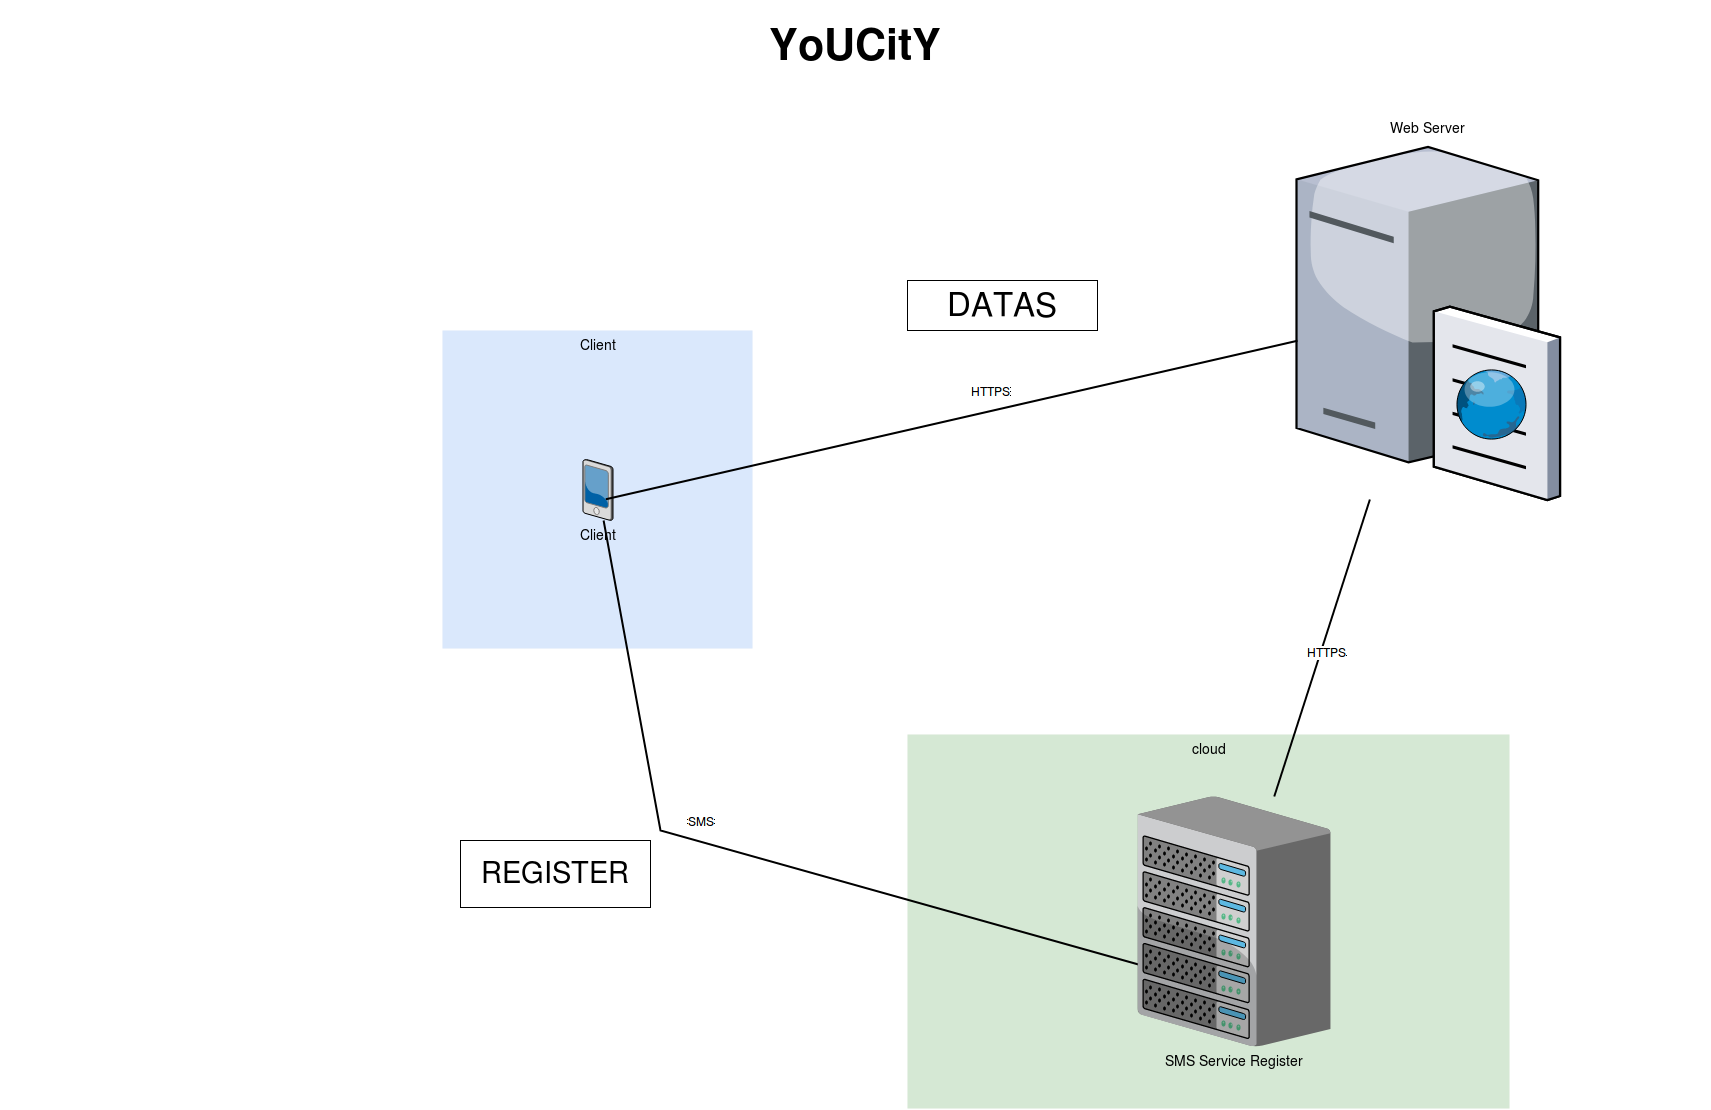 YoUCitY
Web Server
DATAS
Client
HTTPS
Client
HTTPS
cloud
SMS
REGISTER
SMS Service Register